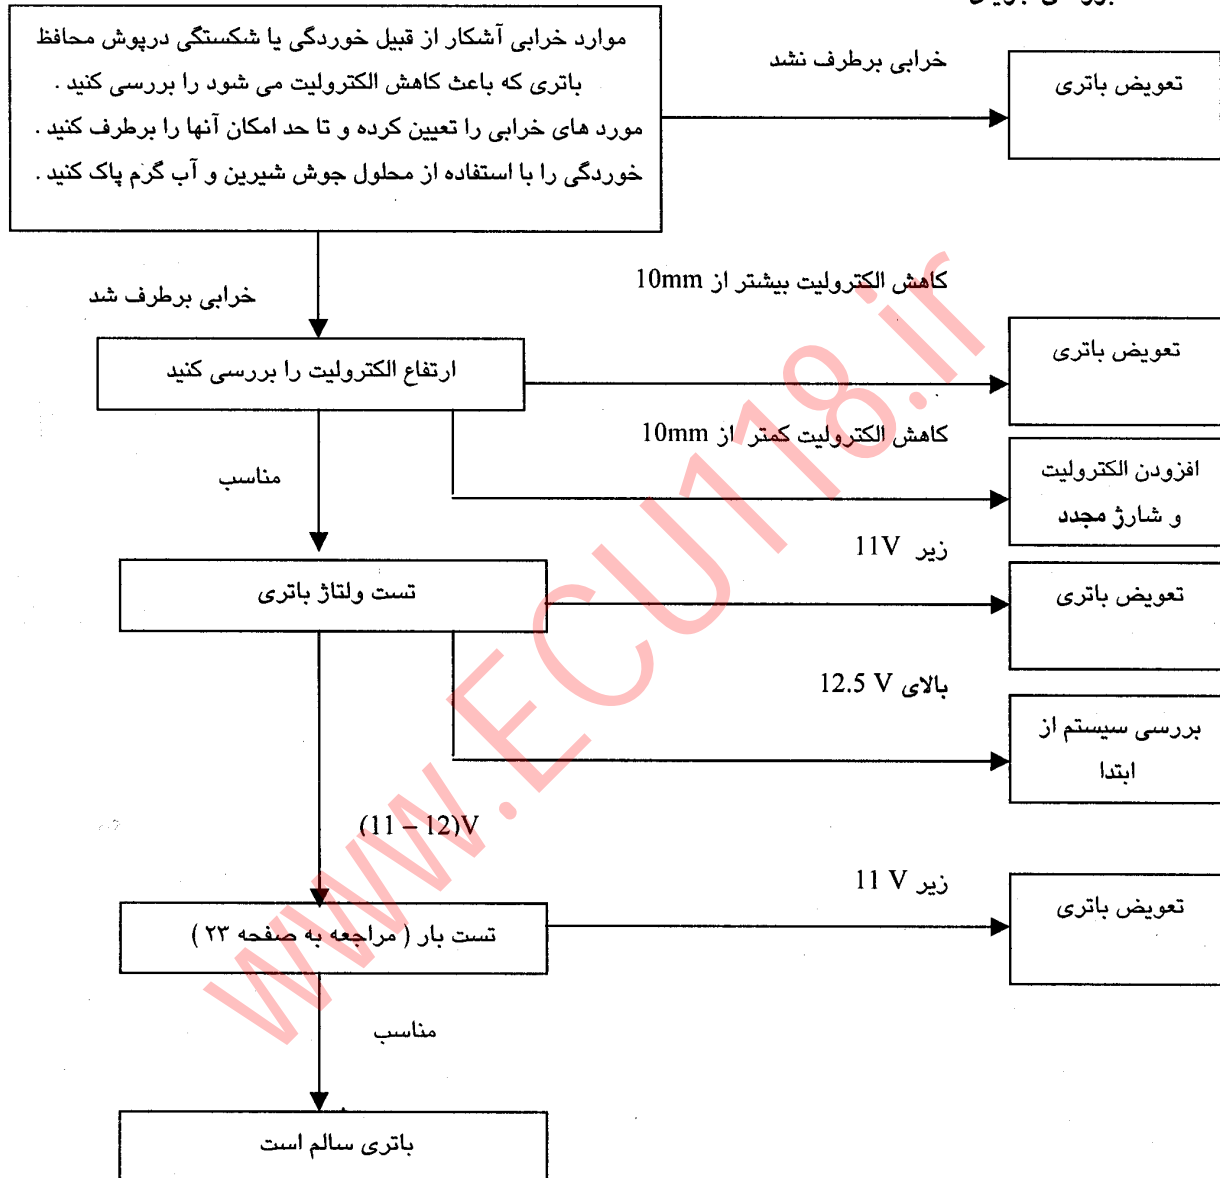 موارد خرابی آشکار از قبیل خوردگی یا شکستگی درپوش محافظ
باتری که باعث کاهش الکترولیت می شود را بررسی کنید .
مورد های خرابی را تعیین کرده و تا حد امکان آنها را برطرف کنید .
خوردگی را با استفاده از محلول جوش شیرین و آب گرم پاک کنید .
خرابی برطرف نشد
تعویض باتری
خرابی برطرف شد
کاهش الکترولیت بیشتر از 10mm
ارتفاع الکترولیت را بررسی کنید
تعویض باتری
کاهش الکترولیت کمتر از 10mm
افزودن الکترولیت
و شارژ مجدد
مناسب
زیر 11V
تست ولتاژ باتری
تعویض باتری
بالای 12.5 V
بررسی سیستم از
ابتدا
(11 – 12)V
زیر 11 V
تست بار ( مراجعه به صفحه ۲۳ )
تعویض باتری
مناسب
باتری سالم است
www.ECU118.ir